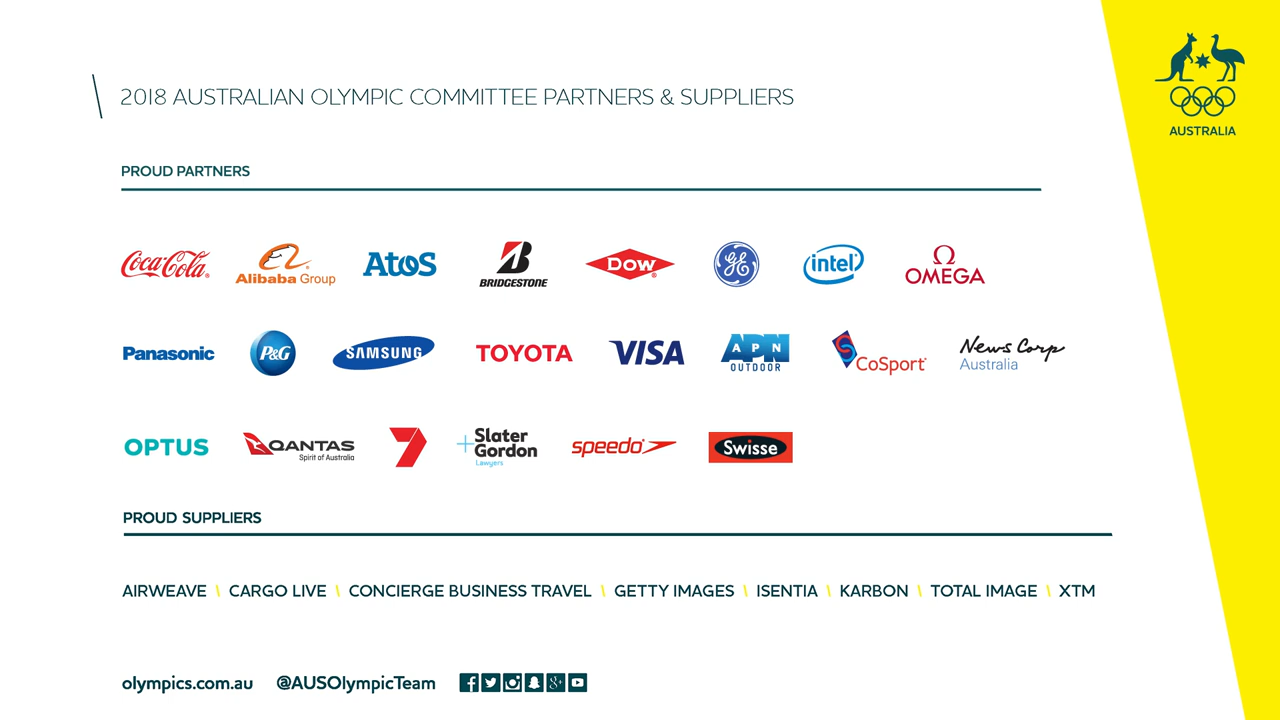 2018 AUSTRALIAN OLYMPIC COMMITTEE PARTNERS & SUPPLIERS
AUSTRALIA
PROUD PARTNERS
Coca-Cola Alibaba Group Atos BRIDGESTONE Dow GE intel OMEGA
Panasonic P&G SAMSUNG TOYOTA VISA APN OUTDOOR CoSport News Corp Australia
OPTUS QANTAS Spirit of Australia 7 Slater Gordon Lawyers speedo Swisse
PROUD SUPPLIERS
AIRWEAVE \ CARGO LIVE \ CONCIERGE BUSINESS TRAVEL \ GETTY IMAGES \ ISENTIA \ KARBON \ TOTAL IMAGE \ XTM
olympics.com.au @AUSOlympicTeam